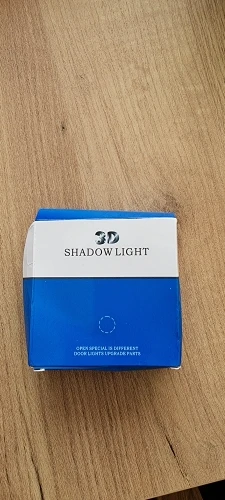 3D
SHADOW LIGHT
OPEN SPECIAL IS DIFFERENT
DOOR LIGHTS UPGRADE PARTS